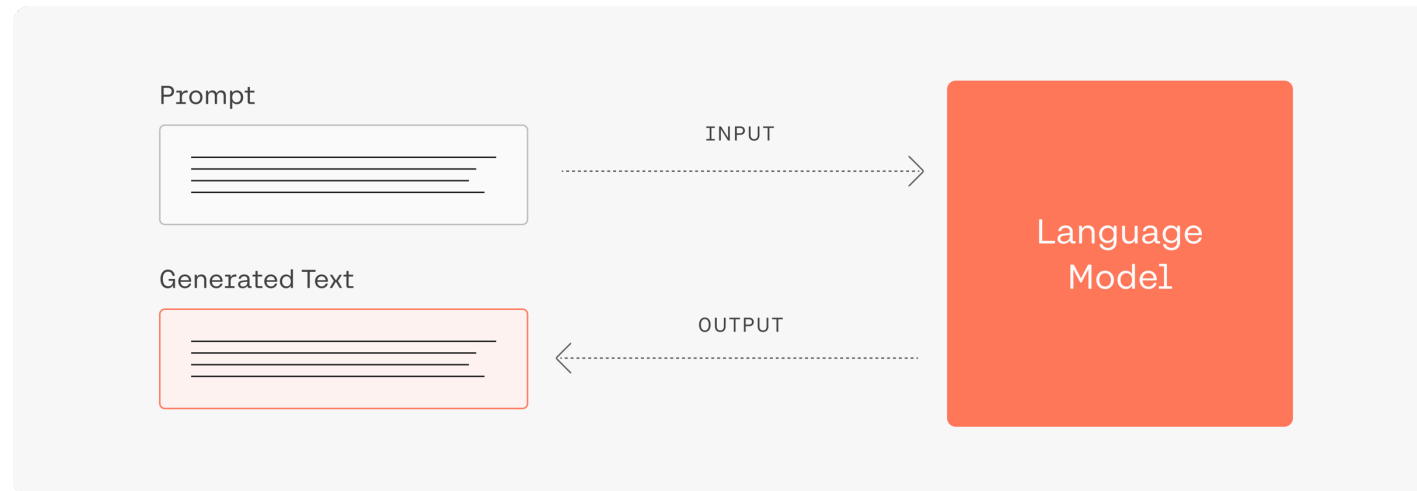 Prompt
INPUT
Language
Model
Generated Text
OUTPUT